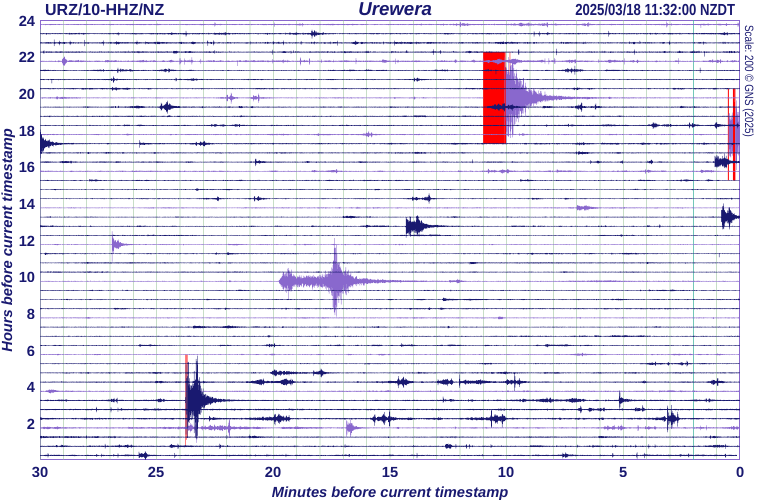 URZ/10-HHZ/NZ Urewera 2025/03/18 11:32:00 NZDT
Scale: 200 © GNS (2025)
Hours before current timestamp
24
22
20
18
16
14
12
10
8
6
4
2
30 25 20 15 10 5 0
Minutes before current timestamp